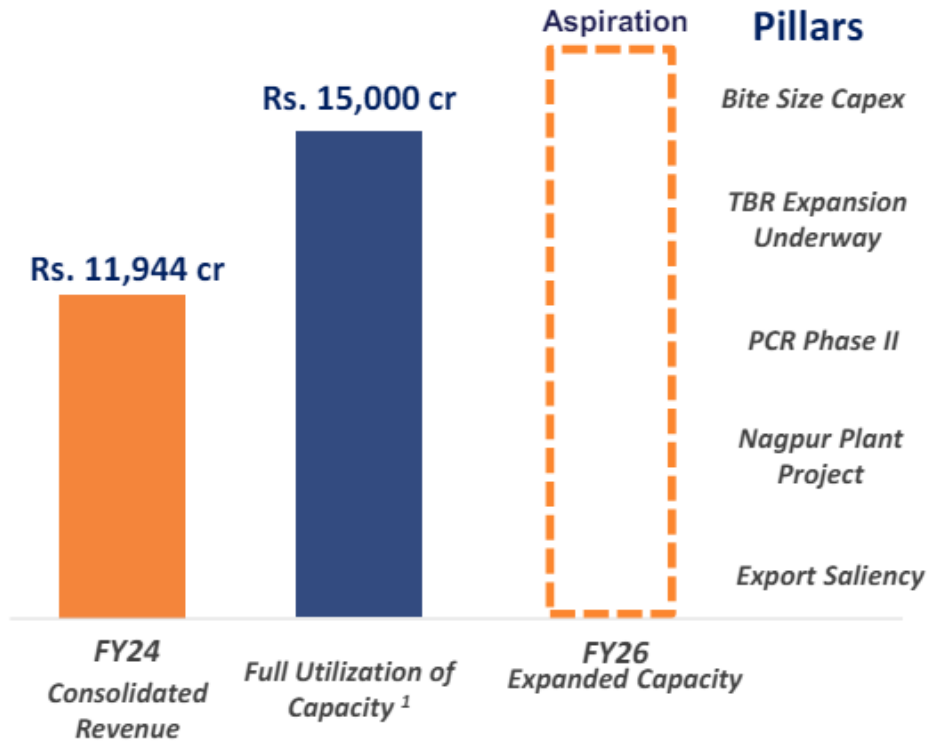 Aspiration
Pillars
Rs. 15,000 cr
Rs. 11,944 cr
Bite Size Capex
TBR Expansion
Underway
PCR Phase II
Nagpur Plant
Project
Export Saliency
FY24
Consolidated
Revenue
Full Utilization of
Capacity 1
FY26
Expanded Capacity